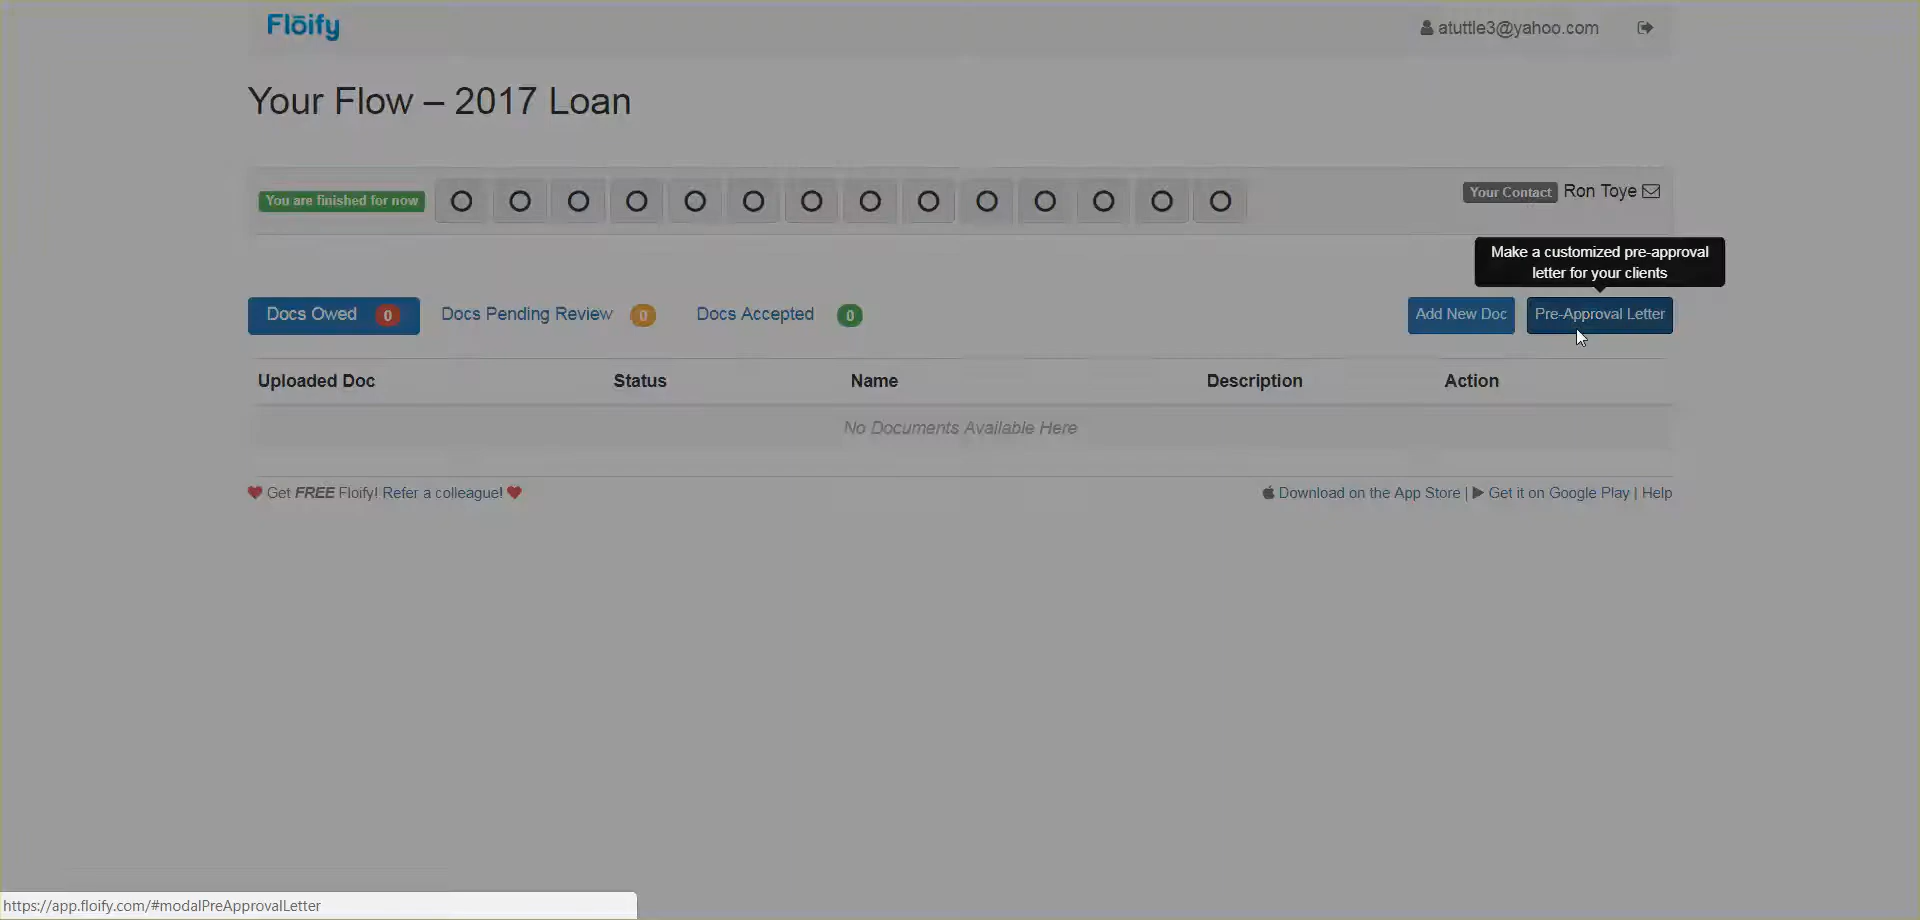 Flōify
atuttle3@yahoo.com
Your Flow – 2017 Loan
You are finished for now
Your Contact Ron Toye
Make a customized pre-approval
letter for your clients
Docs Owed 0 Docs Pending Review 0 Docs Accepted 0 Add New Doc Pre-Approval Letter
Uploaded Doc Status Name Description Action
No Documents Available Here
Get FREE Floify! Refer a colleague! Download on the App Store | Get it on Google Play | Help
https://app.floify.com/#modalPreApprovalLetter